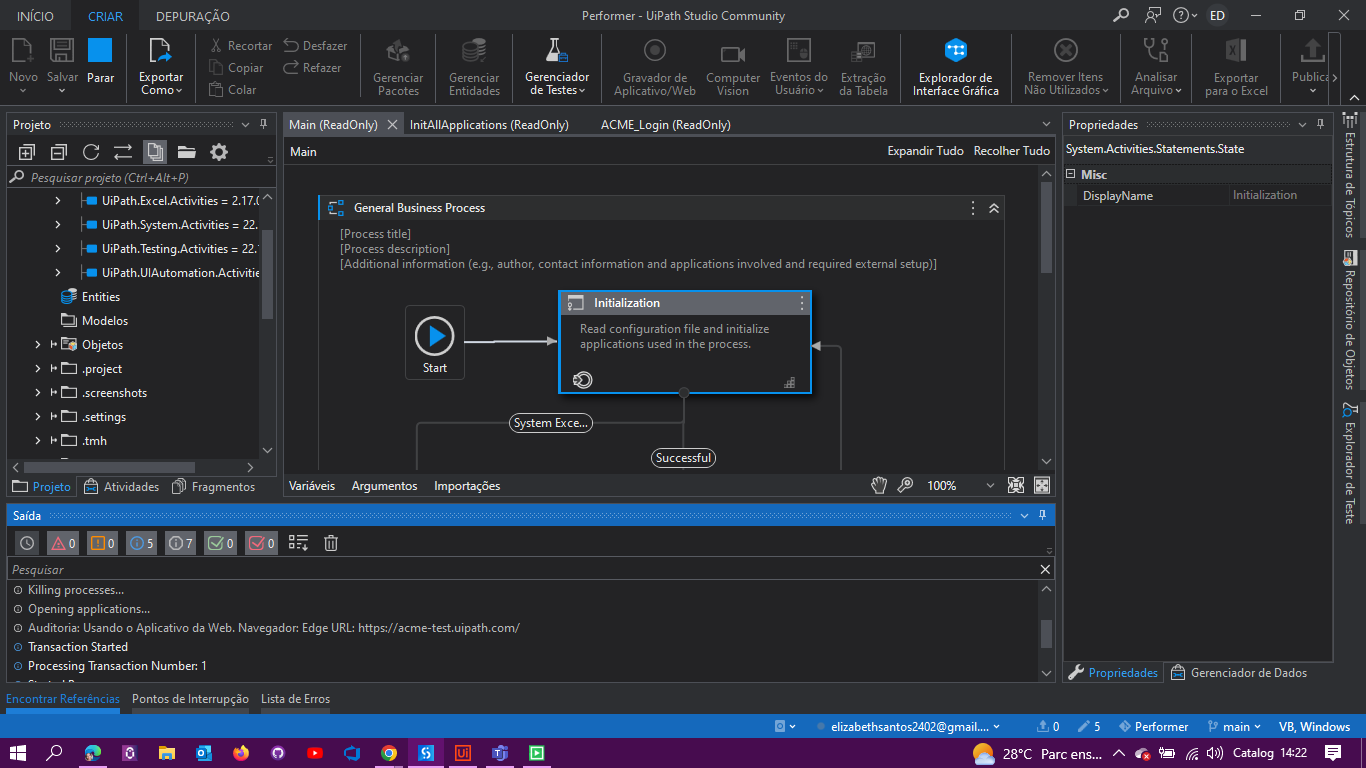 INÍCIO CRIAR DEPURAÇÃO Performer - UiPath Studio Community ED
Novo Salvar Parar Exportar Como Recortar Copiar Colar Desfazer Refazer Gerenciar Pacotes Gerenciar Entidades Gerenciador de Testes Gravador de Aplicativo/Web Computer Vision Eventos do Usuário Extração da Tabela Explorador de Interface Gráfica Remover Itens Não Utilizados Analisar Arquivo Exportar para o Excel Publica
Projeto
Pesquisar projeto (Ctrl+Alt+P)
UiPath.Excel.Activities = 2.17.0
UiPath.System.Activities = 22.
UiPath.Testing.Activities = 22.
UiPath.UIAutomation.Activitie
Entities
Modelos
Objetos
.project
.screenshots
.settings
.tmh
Projeto Atividades Fragmentos
Main (ReadOnly) InitAllApplications (ReadOnly) ACME_Login (ReadOnly)
Main Expandir Tudo Recolher Tudo
General Business Process
[Process title]
[Process description]
[Additional information (e.g., author, contact information and applications involved and required external setup)]
Initialization
Read configuration file and initialize
applications used in the process.
Start
System Exce...
Successful
Variáveis Argumentos Importações 100%
Propriedades
System.Activities.Statements.State
Misc
DisplayName Initialization
Propriedades Gerenciador de Dados
Estrutura de Tópicos
Repositório de Objetos
Explorador de Teste
Saída
0 0 5 7 0 0
Pesquisar
Killing processes...
Opening applications...
Auditoria: Usando o Aplicativo da Web. Navegador: Edge URL: https://acme-test.uipath.com/
Transaction Started
Processing Transaction Number: 1
Encontrar Referências Pontos de Interrupção Lista de Erros
elizabethsantos2402@gmail.... 0 5 Performer main VB, Windows
28°C Parc ens... Catalog 14:22